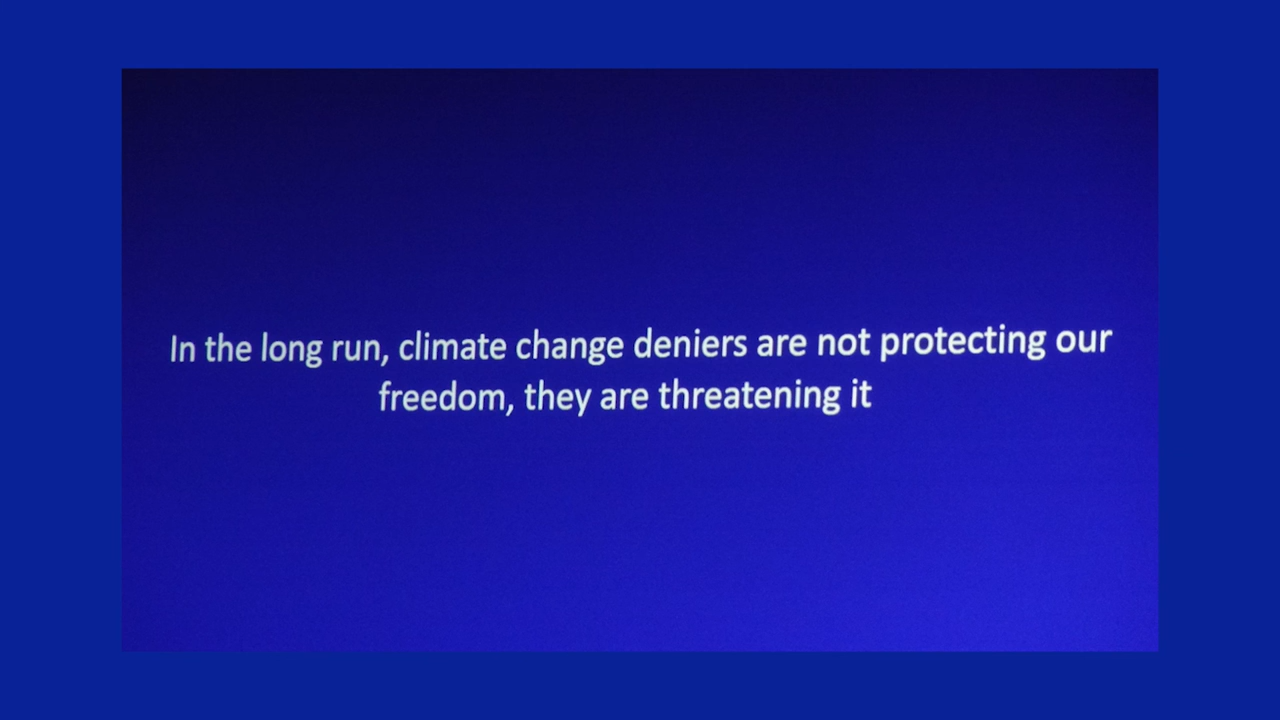 In the long run, climate change deniers are not protecting our
freedom, they are threatening it